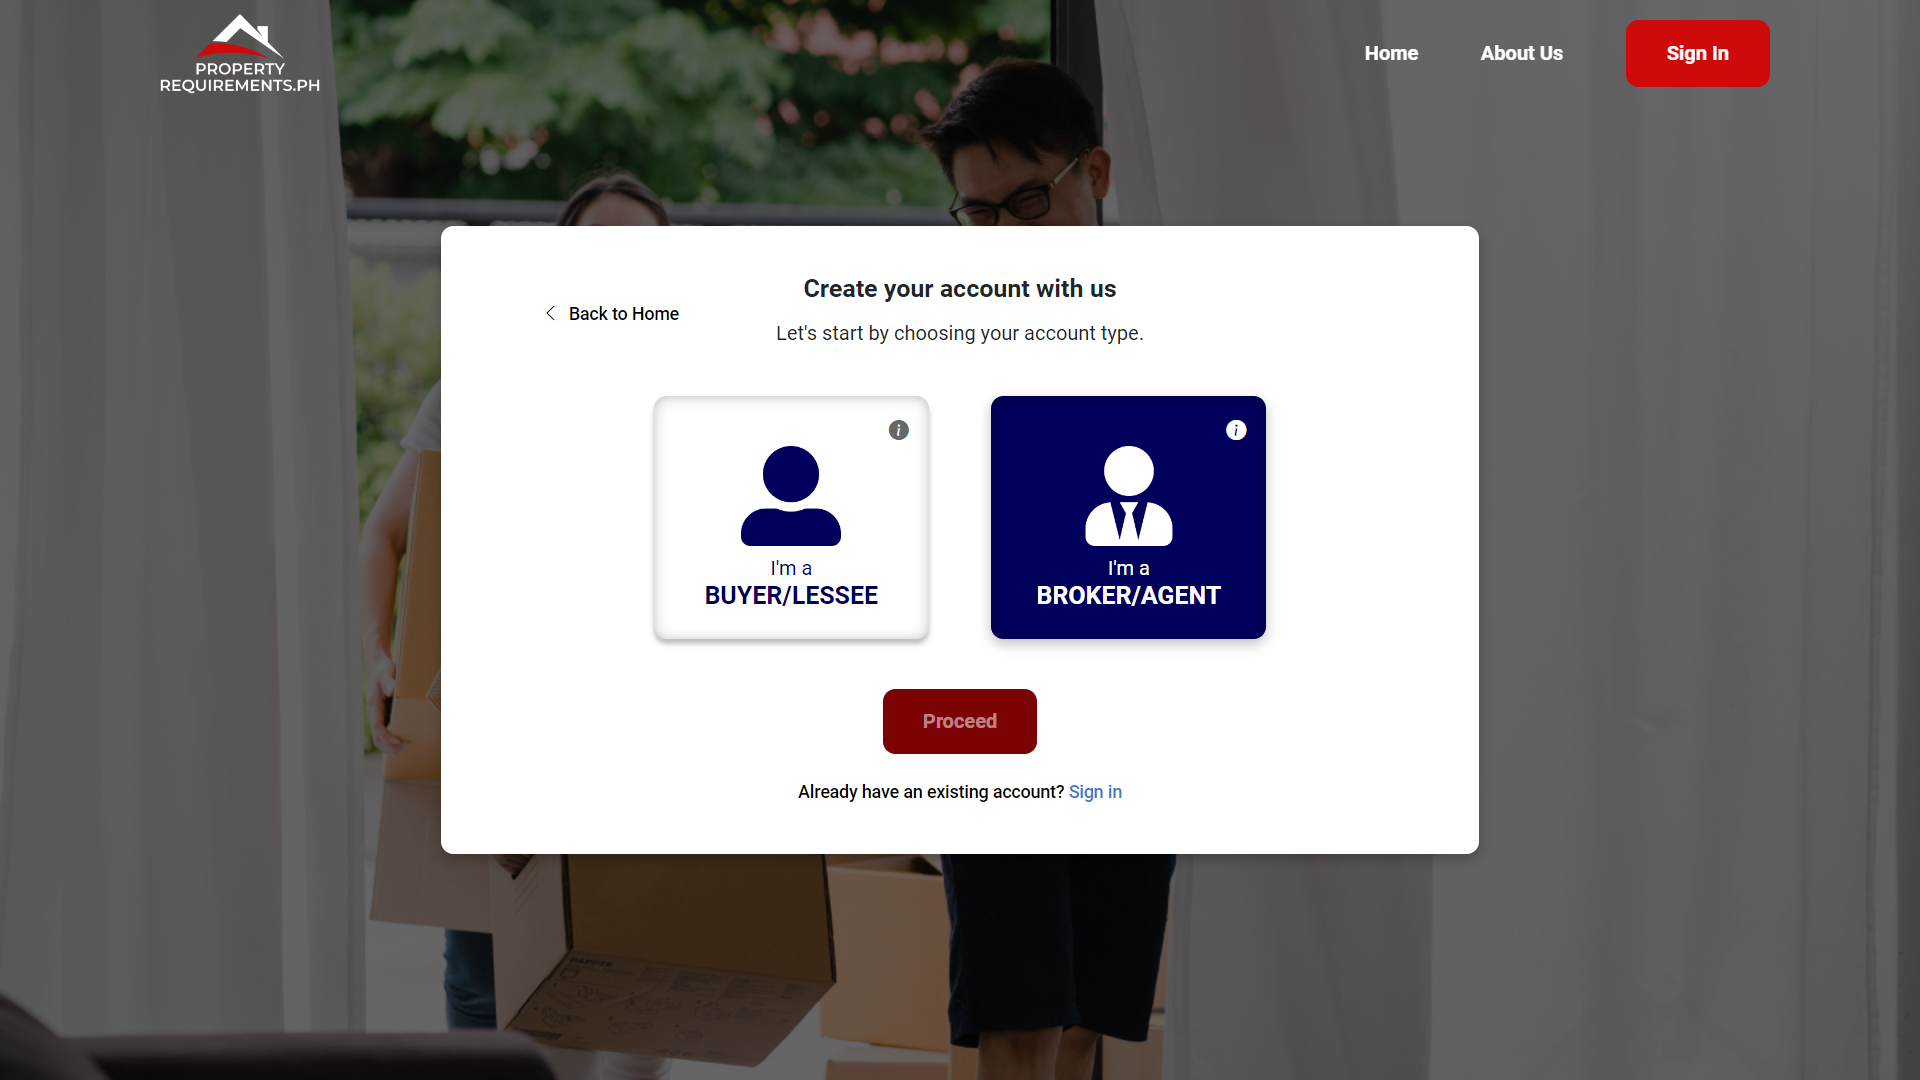 PROPERTY
REQUIREMENTS.PH
Home
About Us
Sign In
Create your account with us
Back to Home
Let's start by choosing your account type.
i
I'm a
BUYER/LESSEE
i
I'm a
BROKER/AGENT
Proceed
Already have an existing account? Sign in